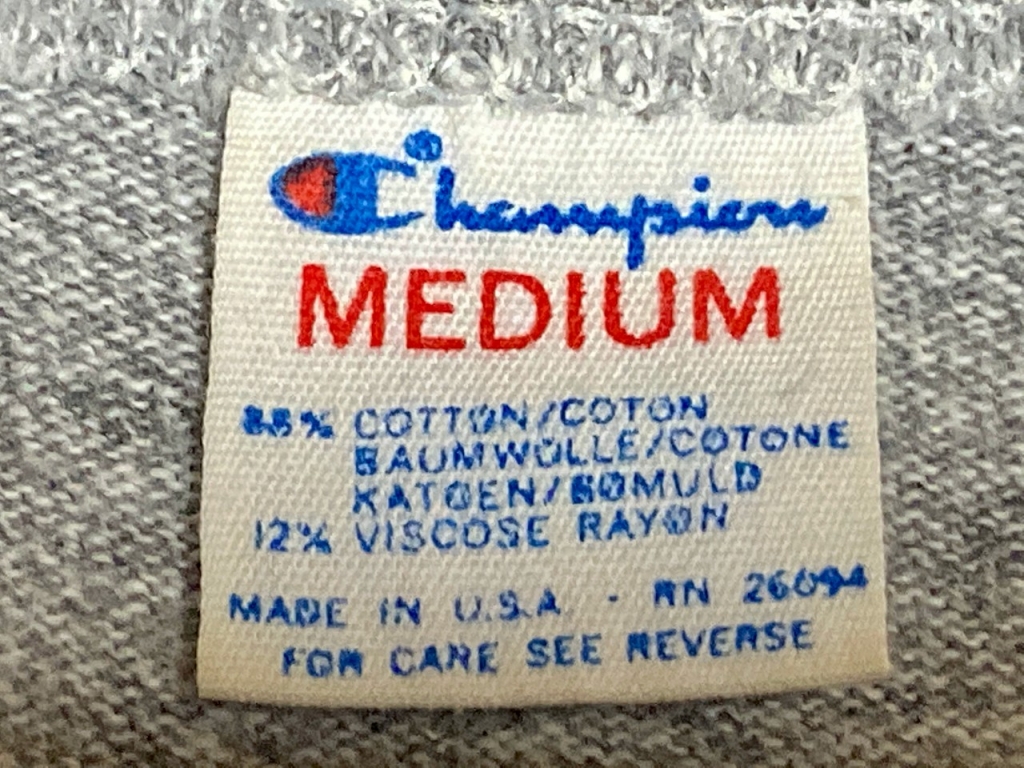 Champion®
MEDIUM
88% COTTON/COTON
BAUMWOLLE/COTONE
KATOEN/BOMULD
12% VISCOSE RAYON
MADE IN U.S.A. - RN 26094
FOR CARE SEE REVERSE